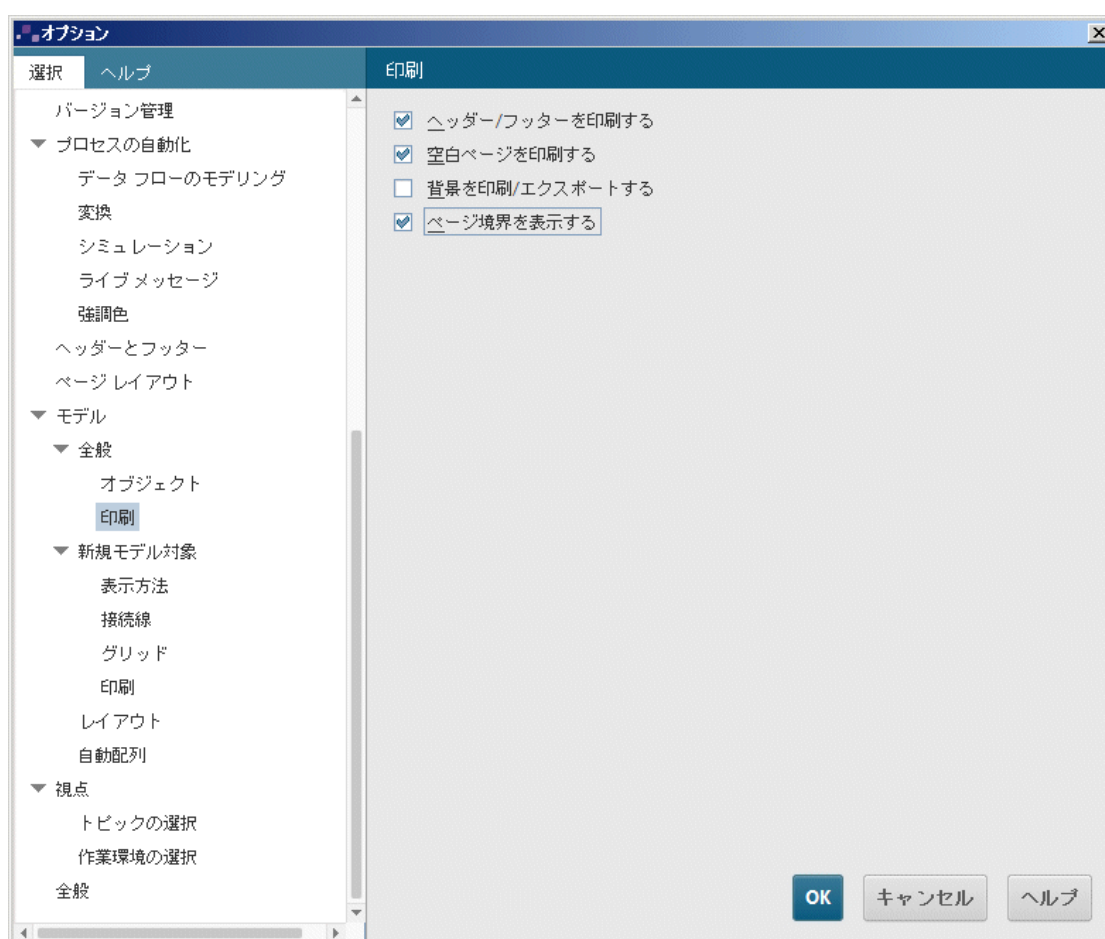 オプション
選択
ヘルプ
バージョン管理
プロセスの自動化
データ フローのモデリング
変換
シミュレーション
ライブ メッセージ
強調色
ヘッダーとフッター
ページ レイアウト
モデル
全般
オブジェクト
印刷
新規モデル対象
表示方法
接続線
グリッド
印刷
レイアウト
自動配列
視点
トピックの選択
作業環境の選択
全般
印刷
ヘッダー/フッターを印刷する
空白ページを印刷する
背景を印刷/エクスポートする
ページ境界を表示する
OK
キャンセル
ヘルプ